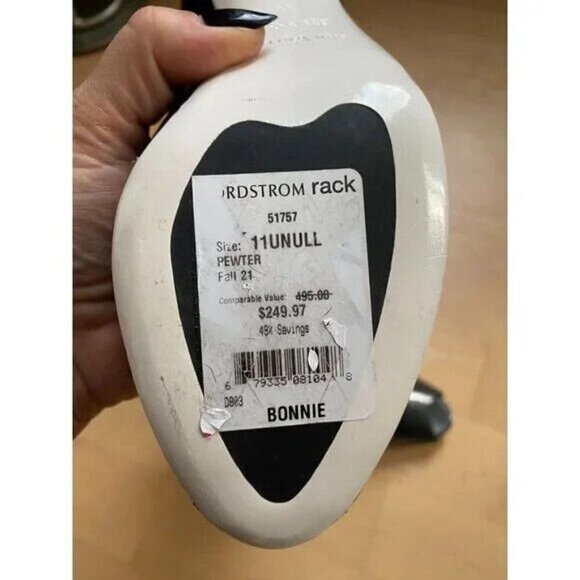 RDSTROM rack
51757
Size: 11UNULL
PEWTER
Fall 21
Comparable Value: 495.00
$249.97
49% Savings
6 79335 08104 8
D803
BONNIE